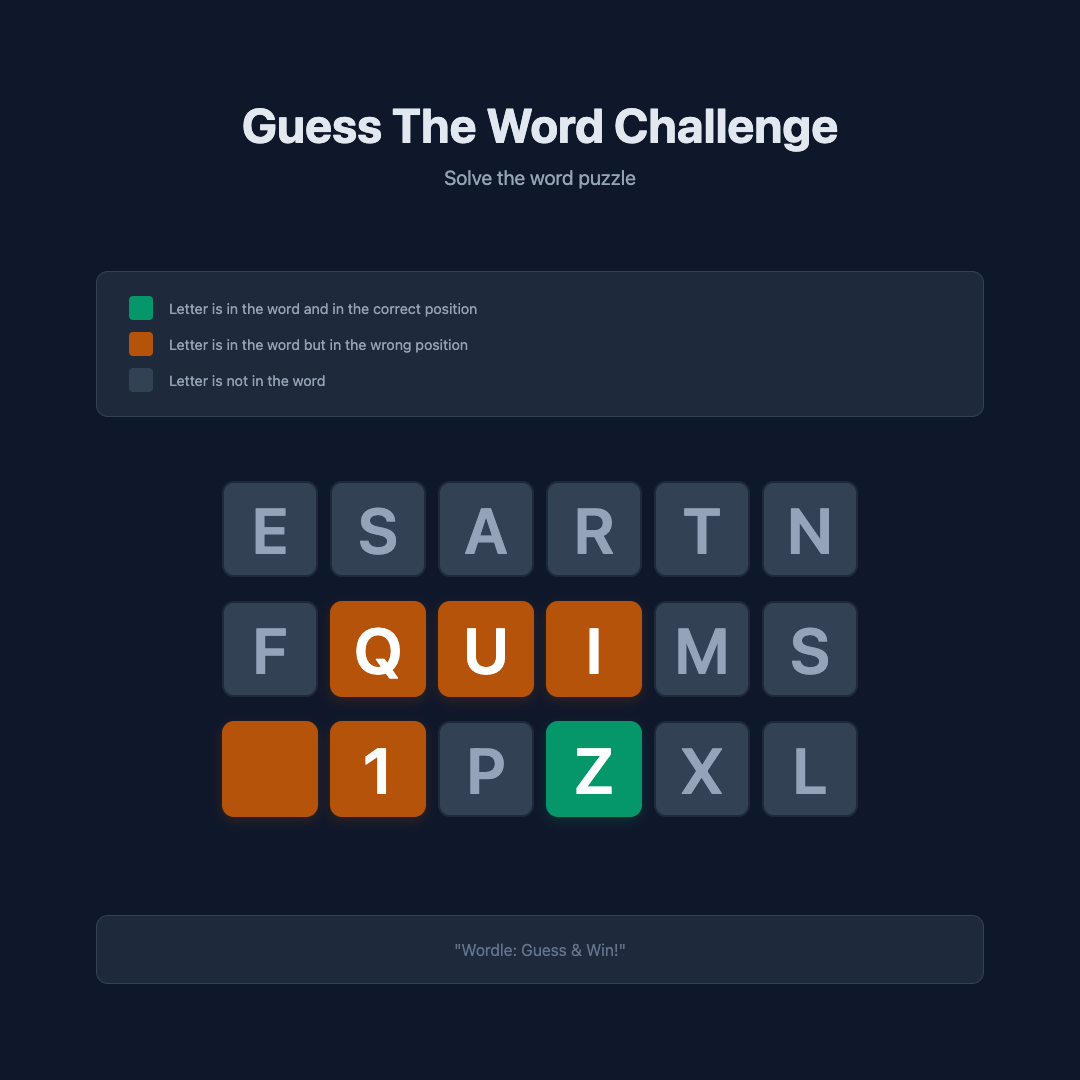 Guess The Word Challenge
Solve the word puzzle
Letter is in the word and in the correct position
Letter is in the word but in the wrong position
Letter is not in the word
E S A R T N
F Q U I M S
1 P Z X L
"Wordle: Guess & Win!"